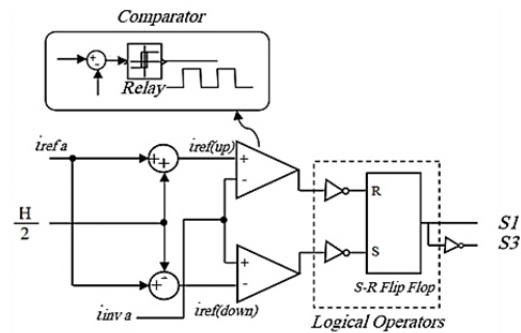 Comparator
+
-
Relay
iref a
+
+
iref(up)
+
-
H
2
R
S
S1
S3
+
-
+
-
iinv a
iref(down)
S-R Flip Flop
Logical Operators